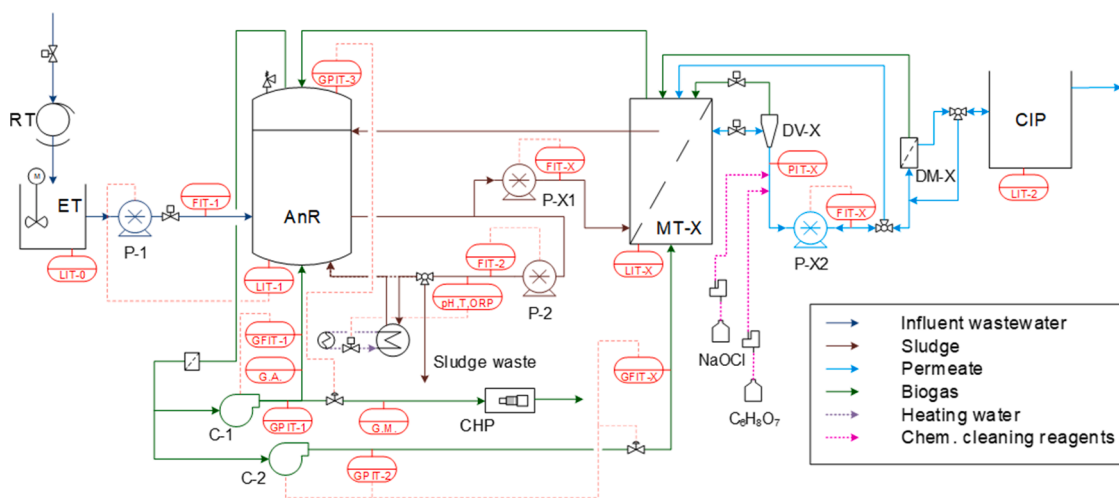 RT
M
ET
LIT-0
P-1
FIT-1
GPIT-3
AnR
LIT-1
GFIT-1
G.A.
GPIT-1
C-1
C-2
GPIT-2
G.M.
CHP
Sludge waste
pH,T,ORP
FIT-2
P-2
FIT-X
P-X1
MT-X
LIT-X
GFIT-X
DV-X
PIT-X
FIT-X
P-X2
NaOCl
C₆H₈O₇
DM-X
CIP
LIT-2
Influent wastewater
Sludge
Permeate
Biogas
Heating water
Chem. cleaning reagents